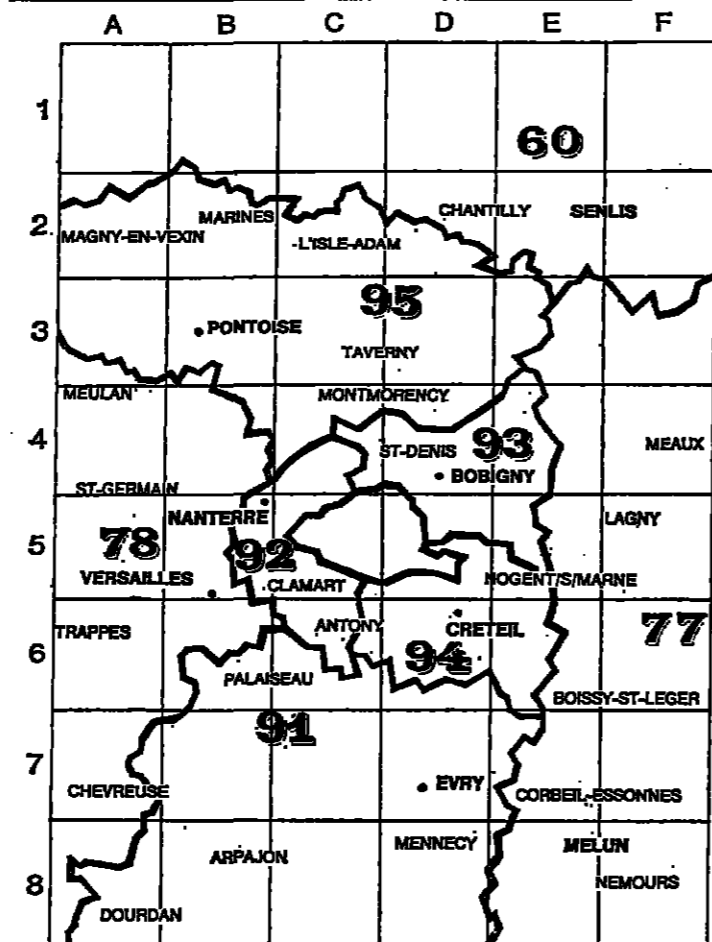 A B C D E F
1
60
2
MAGNY-EN-VEXIN MARINES L'ISLE-ADAM CHANTILLY SENLIS
3
95
PONTOISE
TAVERNY
MEULAN MONTMORENCY
4
ST-DENIS 93 MEAUX
BOBIGNY
ST-GERMAIN
NANTERRE LAGNY
5
78 92
VERSAILLES CLAMART NOGENT/S/MARNE
TRAPPES ANTONY CRETEIL 77
6
94
PALAISEAU BOISSY-ST-LEGER
91
7
CHEVREUSE EVRY CORBEIL-ESSONNES
ARPAJON MENNECY MELUN
8
NEMOURS
DOURDAN